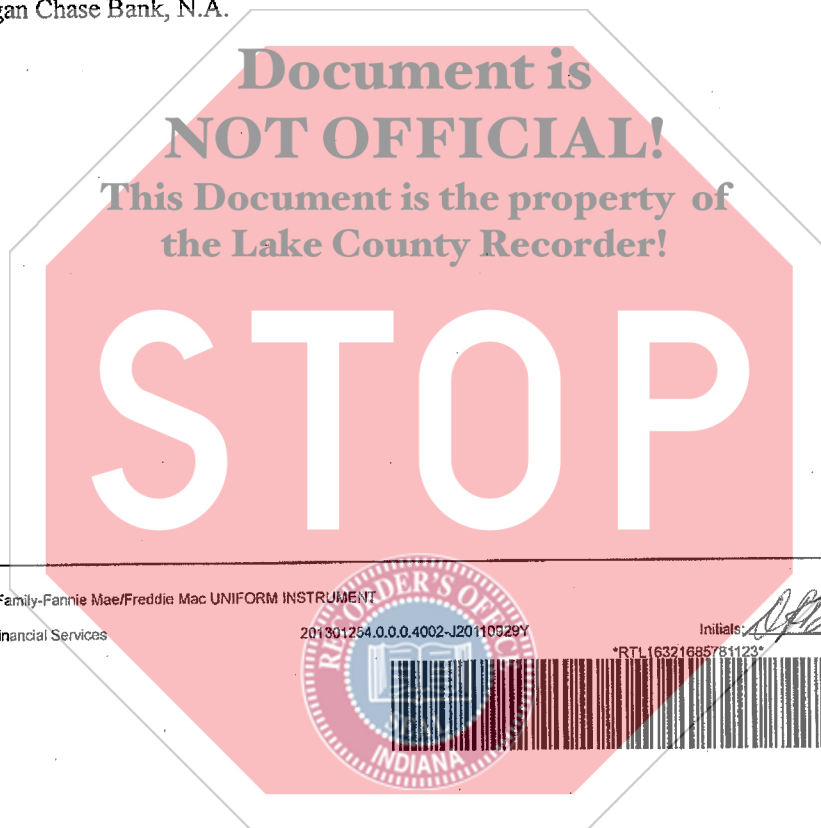 gan Chase Bank, N.A.
Document is
NOT OFFICIAL!
This Document is the property of
the Lake County Recorder!
STOP
Family-Fannie Mae/Freddie Mac UNIFORM INSTRUMENT
inancial Services
201301254.0.0.0.4002-J20110929Y
Initials:
*RTL16321685781123*
RECORDER'S OFFICE
SEAL
INDIANA